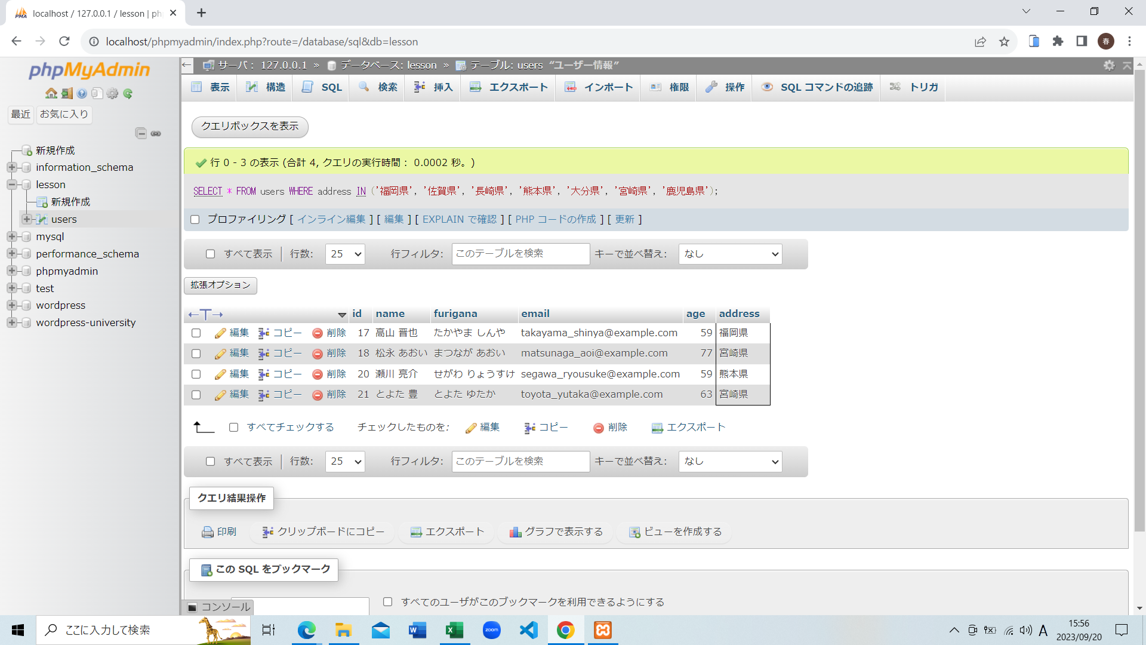 localhost / 127.0.0.1 / lesson | ph
localhost/phpmyadmin/index.php?route=/database/sql&db=lesson
春
phpMyAdmin
最近 お気に入り
新規作成
information_schema
lesson
新規作成
users
mysql
performance_schema
phpmyadmin
test
wordpress
wordpress-university
サーバ: 127.0.0.1 » データベース: lesson » テーブル: users "ユーザー情報"
表示 構造 SQL 検索 挿入 エクスポート インポート 権限 操作 SQL コマンドの追跡 トリガ
クエリボックスを表示
行 0 - 3 の表示 (合計 4, クエリの実行時間： 0.0002 秒。)
SELECT * FROM users WHERE address IN ('福岡県', '佐賀県', '長崎県', '熊本県', '大分県', '宮崎県', '鹿児島県');
プロファイリング [ インライン編集 ] [ 編集 ] [ EXPLAIN で確認 ] [ PHP コードの作成 ] [ 更新 ]
すべて表示 行数: 25 行フィルタ: このテーブルを検索 キーで並べ替え: なし
拡張オプション
←T→ id name furigana email age address
編集 コピー 削除 17 高山 晋也 たかやま しんや takayama_shinya@example.com 59 福岡県
編集 コピー 削除 18 松永 あおい まつなが あおい matsunaga_aoi@example.com 77 宮崎県
編集 コピー 削除 20 瀬川 亮介 せがわ りょうすけ segawa_ryousuke@example.com 59 熊本県
編集 コピー 削除 21 とよた 豊 とよた ゆたか toyota_yutaka@example.com 63 宮崎県
すべてチェックする チェックしたものを: 編集 コピー 削除 エクスポート
すべて表示 行数: 25 行フィルタ: このテーブルを検索 キーで並べ替え: なし
クエリ結果操作
印刷 クリップボードにコピー エクスポート グラフで表示する ビューを作成する
この SQL をブックマーク
コンソール すべてのユーザがこのブックマークを利用できるようにする
ここに入力して検索
zoom
A
15:56
2023/09/20